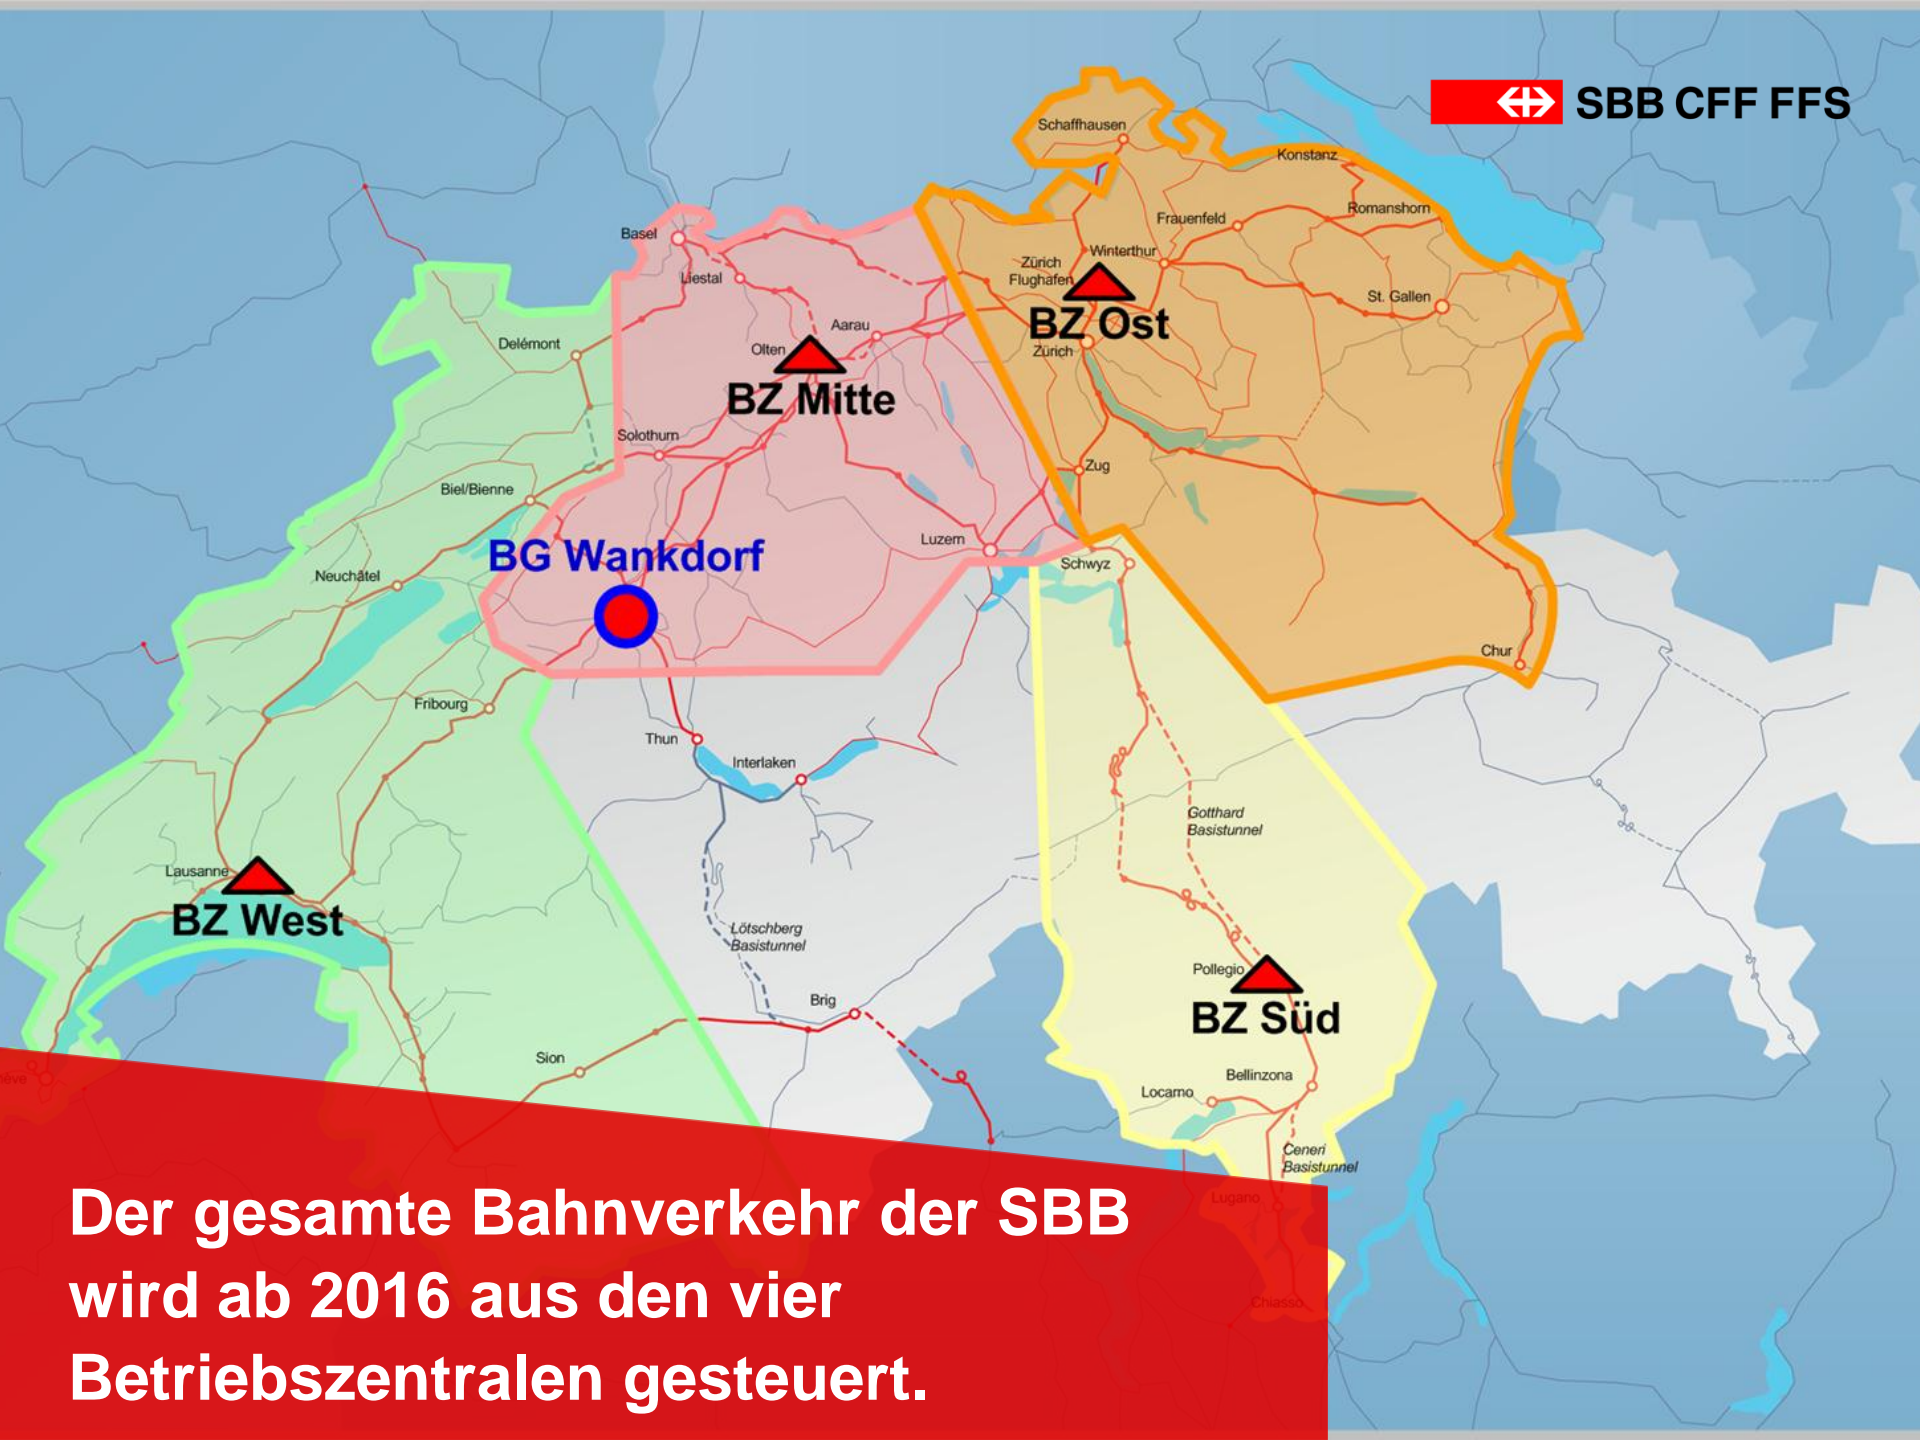 SBB CFF FFS
Schaffhausen
Konstanz
Romanshorn
Frauenfeld
Winterthur
Zürich
Flughafen
BZ Ost
Zürich
St. Gallen
Basel
Liestal
Aarau
Olten
BZ Mitte
Delémont
Solothurn
Zug
Biel/Bienne
Luzern
BG Wankdorf
Schwyz
Neuchâtel
Chur
Fribourg
Thun
Interlaken
Gotthard
Basistunnel
Lausanne
BZ West
Lötschberg
Basistunnel
Pollegio
BZ Süd
Brig
Sion
Bellinzona
Locarno
Ceneri
Basistunnel
Lugano
Chiasso
Der gesamte Bahnverkehr der SBB
wird ab 2016 aus den vier
Betriebszentralen gesteuert.